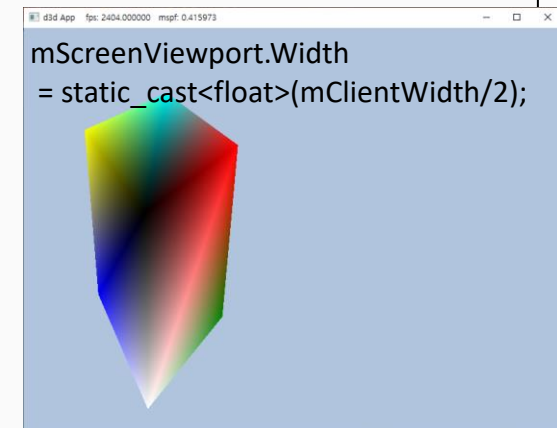 d3d App fps: 2404.000000 mspf: 0.415973
mScreenViewport.Width
= static_cast<float>(mClientWidth/2);